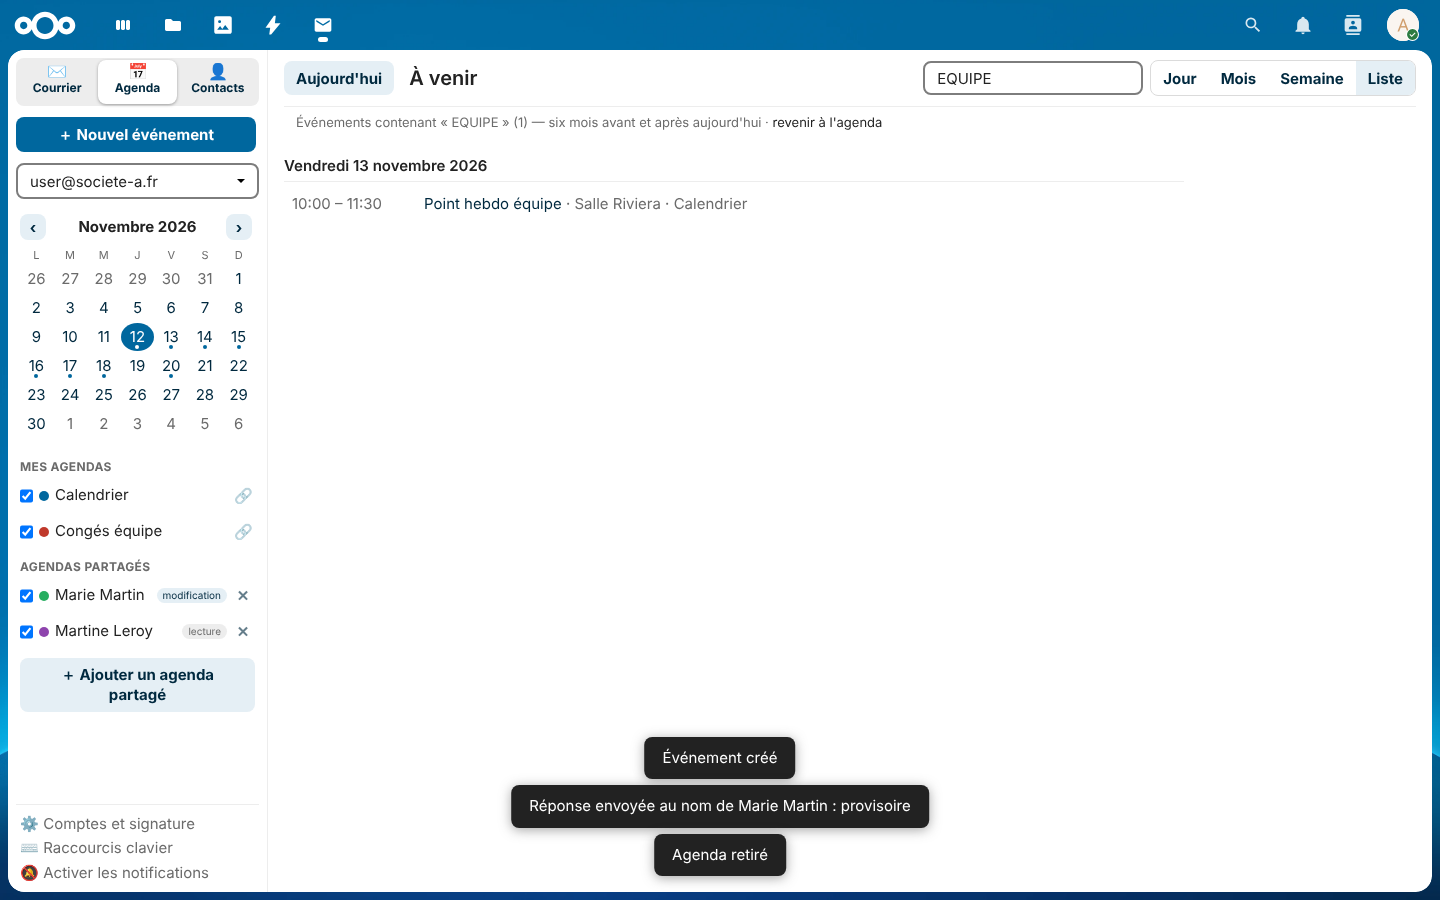 A
Courrier
Agenda
Contacts
+ Nouvel événement
user@societe-a.fr
‹ Novembre 2026 ›
L M M J V S D
26 27 28 29 30 31 1
2 3 4 5 6 7 8
9 10 11 12 13 14 15
16 17 18 19 20 21 22
23 24 25 26 27 28 29
30 1 2 3 4 5 6
MES AGENDAS
Calendrier
Congés équipe
AGENDAS PARTAGÉS
Marie Martin modification ✕
Martine Leroy lecture ✕
+ Ajouter un agenda
partagé
Comptes et signature
Raccourcis clavier
Activer les notifications
Aujourd'hui À venir EQUIPE Jour Mois Semaine Liste
Événements contenant « EQUIPE » (1) — six mois avant et après aujourd'hui · revenir à l'agenda
Vendredi 13 novembre 2026
10:00 – 11:30 Point hebdo équipe · Salle Riviera · Calendrier
Événement créé
Réponse envoyée au nom de Marie Martin : provisoire
Agenda retiré